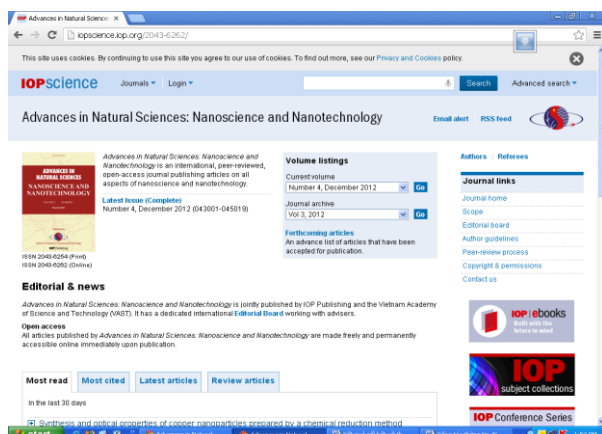 Advances in Natural Science
iopscience.iop.org/2043-6262/
This site uses cookies. By continuing to use this site you agree to our use of cookies. To find out more, see our Privacy and Cookies policy.
IOPscience Journals Login Search Advanced search
Advances in Natural Sciences: Nanoscience and Nanotechnology Email alert RSS feed
ADVANCES IN
NATURAL SCIENCES
NANOSCIENCE AND
NANOTECHNOLOGY
ISSN 2043-6254 (Print)
ISSN 2043-6262 (Online)
Advances in Natural Sciences: Nanoscience and
Nanotechnology is an international, peer-reviewed,
open-access journal publishing articles on all
aspects of nanoscience and nanotechnology.
Latest Issue (Complete)
Number 4, December 2012 (043001-045019)
Volume listings
Current volume
Number 4, December 2012 Go
Journal archive
Vol 3, 2012 Go
Forthcoming articles
An advance list of articles that have been
accepted for publication.
Authors Referees
Journal links
Journal home
Scope
Editorial board
Author guidelines
Peer-review process
Copyright & permissions
Contact us
Editorial & news
Advances in Natural Sciences: Nanoscience and Nanotechnology is jointly published by IOP Publishing and the Vietnam Academy
of Science and Technology (VAST). It has a dedicated international Editorial Board working with advisers.
Open access
All articles published by Advances in Natural Sciences: Nanoscience and Nanotechnology are made freely and permanently
accessible online immediately upon publication.
IOP ebooks
Built with the
future in mind
IOP
subject collections
IOP Conference Series
Most read Most cited Latest articles Review articles
In the last 30 days
Synthesis and optical properties of copper nanoparticles prepared by a chemical reduction method
start